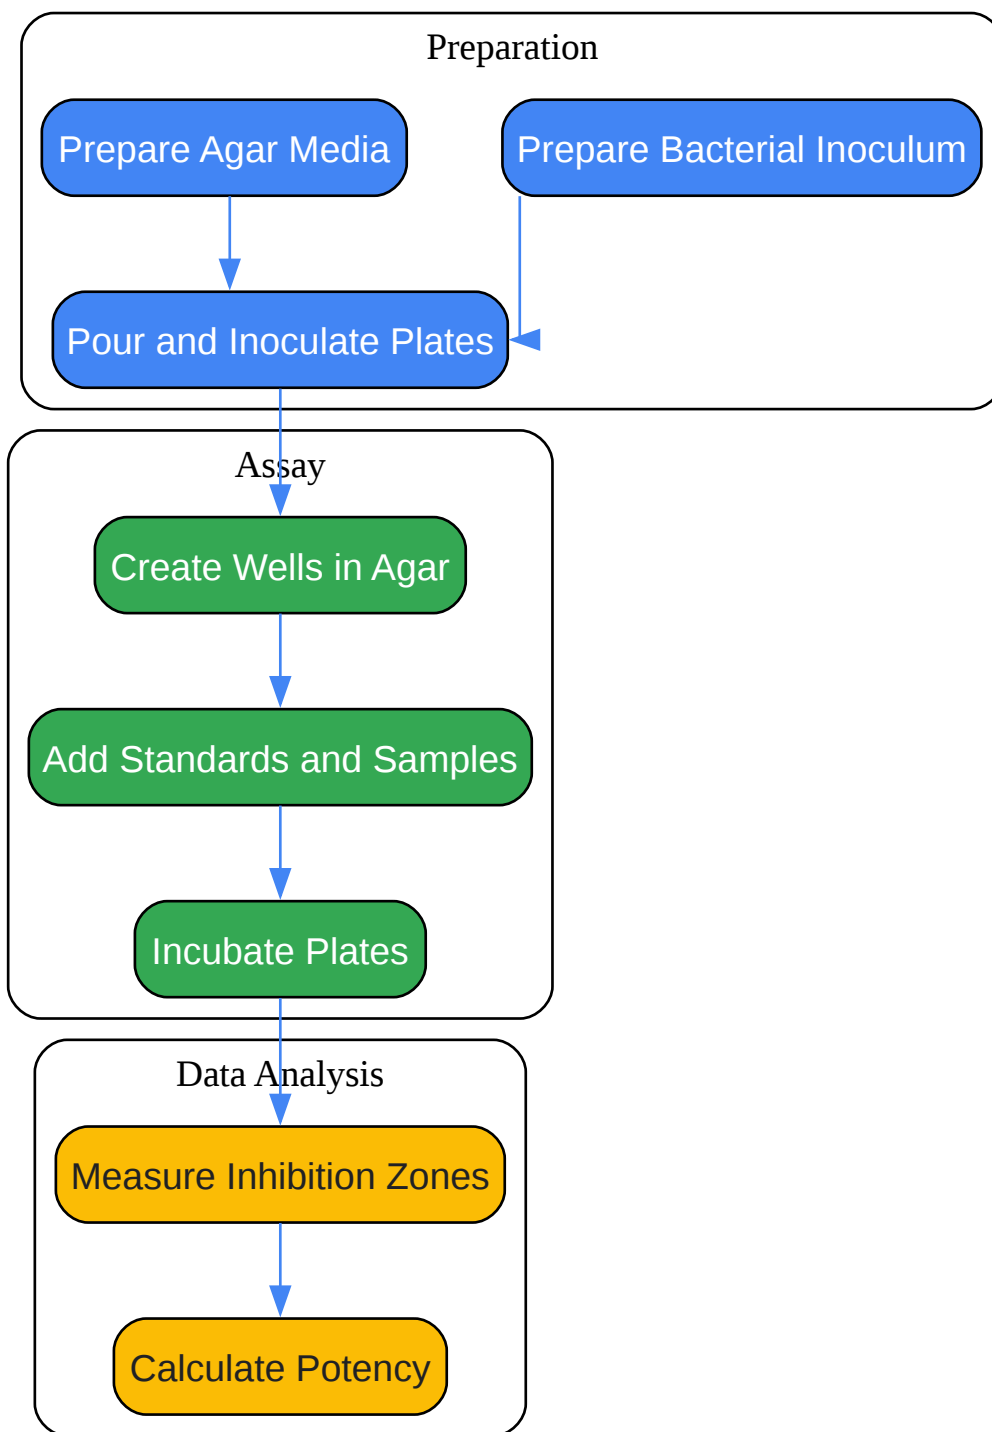 Preparation
Prepare Agar Media
Prepare Bacterial Inoculum
Pour and Inoculate Plates
Assay
Create Wells in Agar
Add Standards and Samples
Incubate Plates
Data Analysis
Measure Inhibition Zones
Calculate Potency